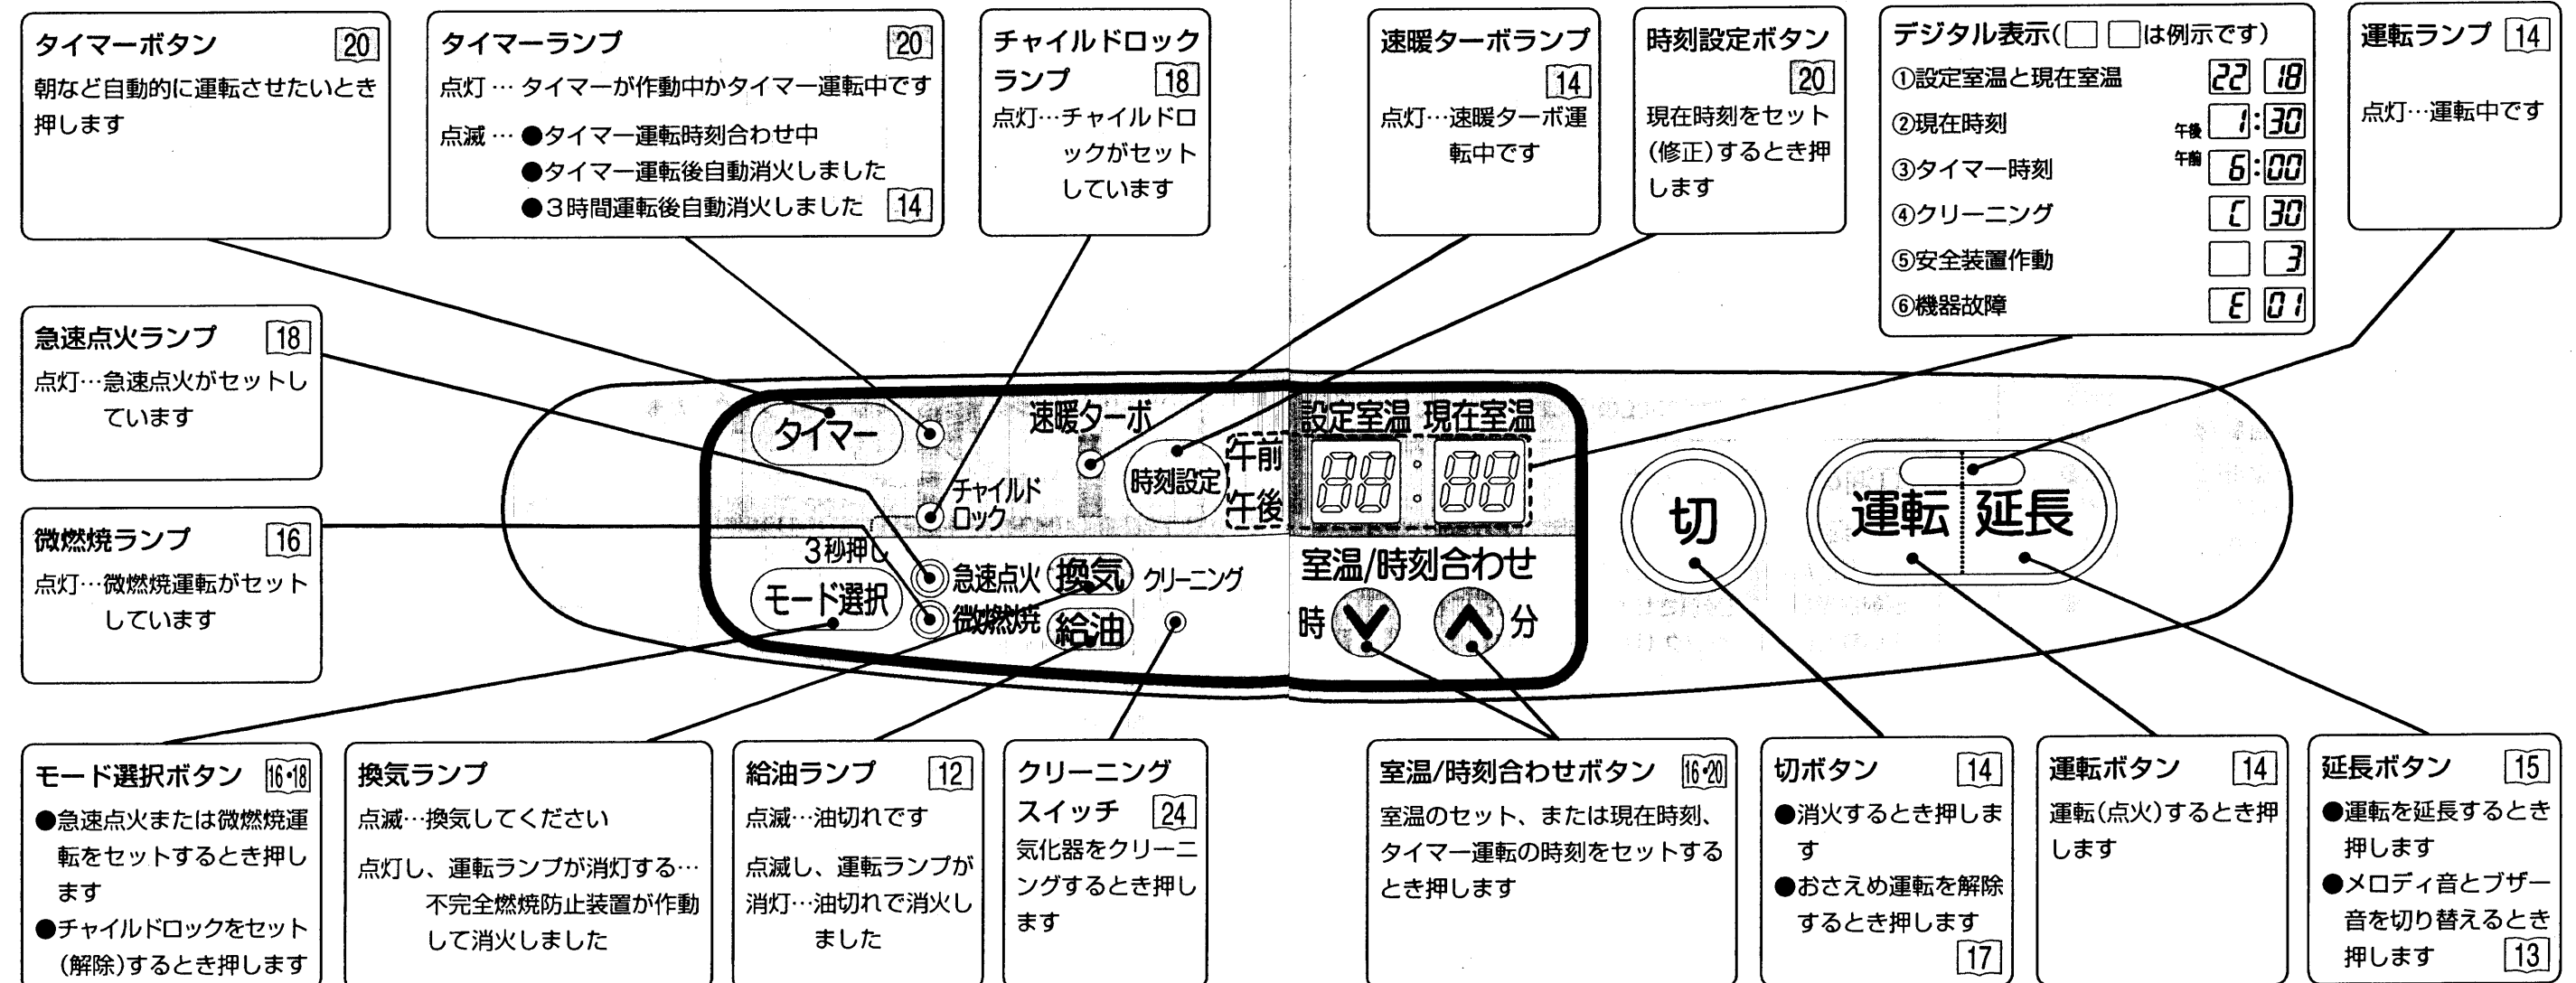 タイマーボタン 20
朝など自動的に運転させたいとき
押します
タイマーランプ 20
点灯… タイマーが作動中かタイマー運転中です
点滅… ●タイマー運転時刻合わせ中
●タイマー運転後自動消火しました
●3時間運転後自動消火しました 14
チャイルドロック
ランプ 18
点灯…チャイルドロ
ックがセット
しています
速暖ターボランプ
14
点灯…速暖ターボ運
転中です
時刻設定ボタン
20
現在時刻をセット
(修正)するとき押
します
デジタル表示(□ □は例示です)
①設定室温と現在室温 22 18
②現在時刻 午後 1:30
③タイマー時刻 午前 6:00
④クリーニング C 30
⑤安全装置作動 3
⑥機器故障 E 01
運転ランプ 14
点灯…運転中です
急速点火ランプ 18
点灯…急速点火がセットし
ています
微燃焼ランプ 16
点灯…微燃焼運転がセット
しています
タイマー
速暖ターボ
チャイルド
ロック
時刻設定
午前
午後
設定室温 現在室温
88:88
3秒押し
モード選択
急速点火
微燃焼
換気
給油
クリーニング
室温/時刻合わせ
時 分
切
運転 延長
モード選択ボタン 16・18
●急速点火または微燃焼運
転をセットするとき押し
ます
●チャイルドロックをセット
(解除)するとき押します
換気ランプ
点滅…換気してください
点灯し、運転ランプが消灯する…
不完全燃焼防止装置が作動
して消火しました
給油ランプ 12
点滅…油切れです
点滅し、運転ランプが
消灯…油切れで消火し
ました
クリーニング
スイッチ 24
気化器をクリーニ
ングするとき押し
ます
室温/時刻合わせボタン 16・20
室温のセット、または現在時刻、
タイマー運転の時刻をセットする
とき押します
切ボタン 14
●消火するとき押しま
す
●おさえめ運転を解除
するとき押します
17
運転ボタン 14
運転(点火)するとき押
します
延長ボタン 15
●運転を延長するとき
押します
●メロディ音とブザー
音を切り替えるとき
押します 13